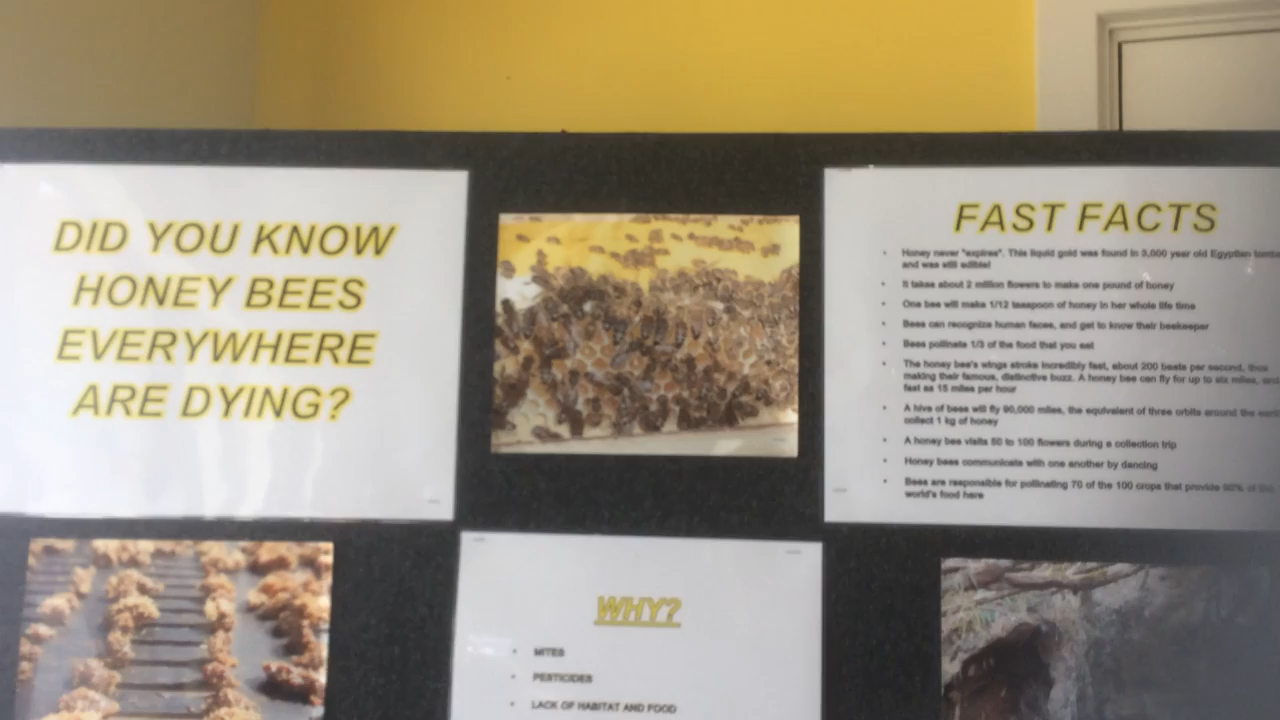 DID YOU KNOW
HONEY BEES
EVERYWHERE
ARE DYING?
FAST FACTS
• Honey never "expires". This liquid gold was found in 3,000 year old Egyptian
and was still edible!
• It takes about 2 million flowers to make one pound of honey
• One bee will make 1/12 teaspoon of honey in her whole life time
• Bees can recognize human faces, and get to know their beekeeper
• Bees pollinate 1/3 of the food that you eat
• The honey bee's wings stroke incredibly fast, about 200 beats per second, thus
making their famous, distinctive buzz. A honey bee can fly for up to six miles, and
fast as 15 miles per hour
• A hive of bees will fly 90,000 miles, the equivalent of three orbits around the
collect 1 kg of honey
• A honey bee visits 50 to 100 flowers during a collection trip
• Honey bees communicate with one another by dancing
• Bees are responsible for pollinating 70 of the 100 crops that provide 90% of
world's food here
WHY?
• MITES
• PESTICIDES
• LACK OF HABITAT AND FOOD